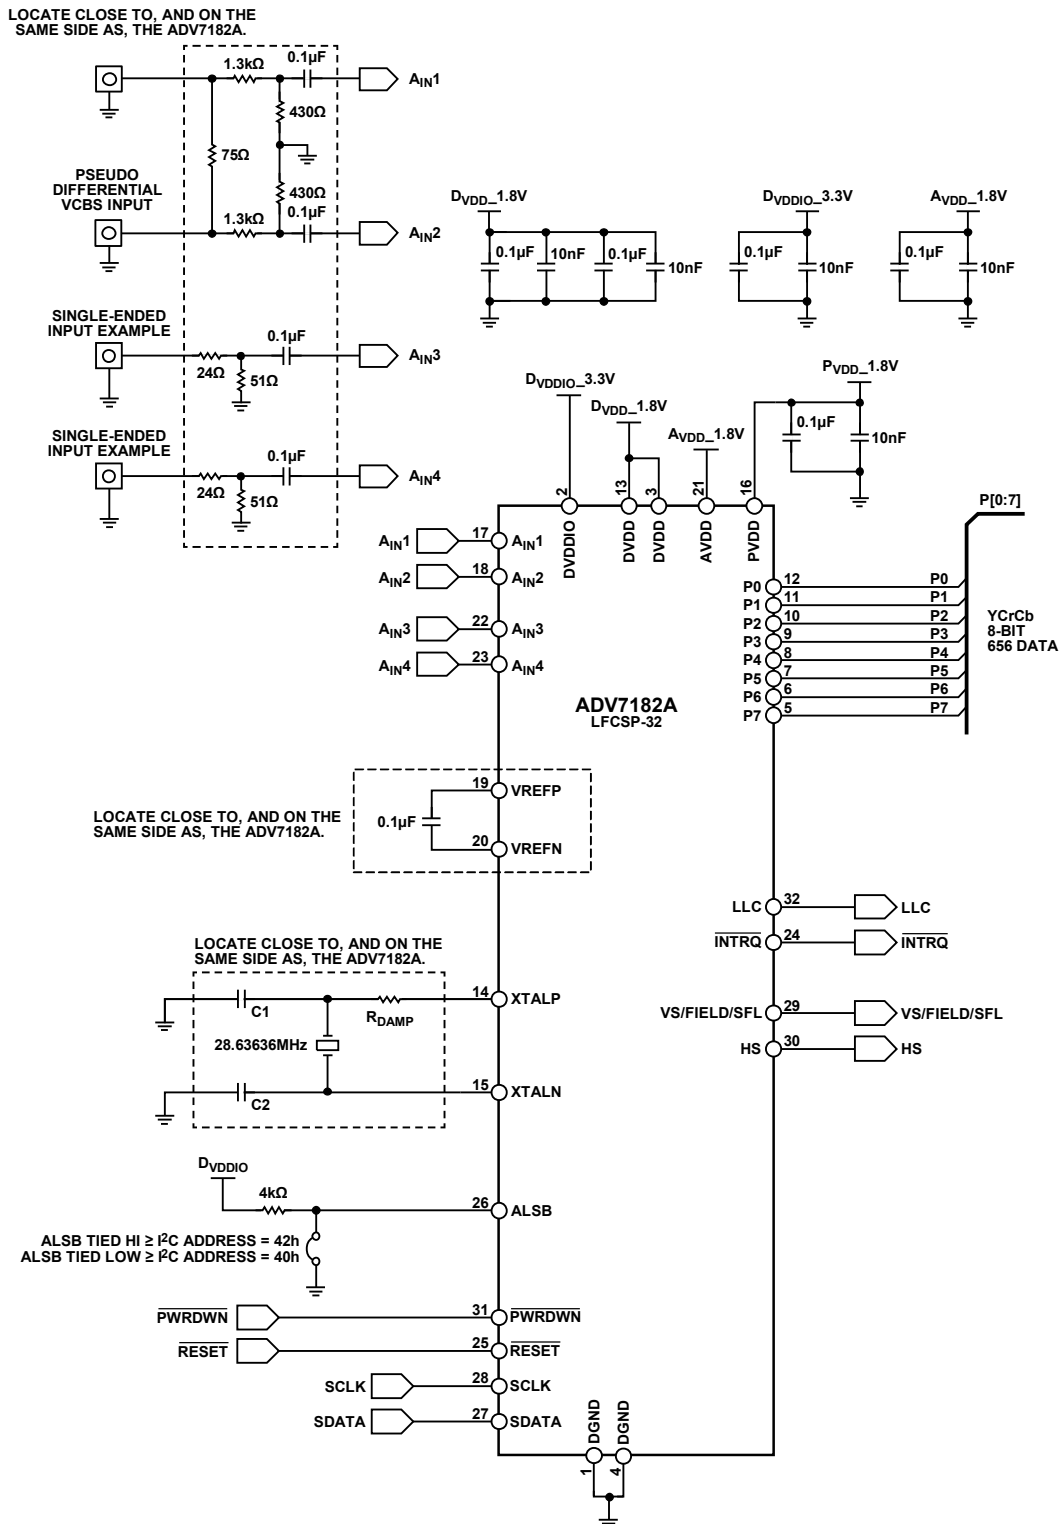 LOCATE CLOSE TO, AND ON THE
SAME SIDE AS, THE ADV7182A.
1.3kΩ
0.1µF
AIN1
430Ω
75Ω
PSEUDO
DIFFERENTIAL
VCBS INPUT
430Ω
1.3kΩ
0.1µF
AIN2
DVDD_1.8V
0.1µF
10nF
0.1µF
10nF
DVDDIO_3.3V
0.1µF
10nF
AVDD_1.8V
0.1µF
10nF
SINGLE-ENDED
INPUT EXAMPLE
0.1µF
24Ω
51Ω
AIN3
SINGLE-ENDED
INPUT EXAMPLE
0.1µF
24Ω
51Ω
AIN4
DVDDIO_3.3V
DVDD_1.8V
AVDD_1.8V
PVDD_1.8V
0.1µF
10nF
2
13
3
21
16
DVDDIO
DVDD
DVDD
AVDD
PVDD
AIN1 17 AIN1
AIN2 18 AIN2
AIN3 22 AIN3
AIN4 23 AIN4
P[0:7]
P0 12 P0
P1 11 P1
P2 10 P2
P3 9 P3
P4 8 P4
P5 7 P5
P6 6 P6
P7 5 P7
YCrCb
8-BIT
656 DATA
ADV7182A
LFCSP-32
LOCATE CLOSE TO, AND ON THE
SAME SIDE AS, THE ADV7182A.
0.1µF
19 VREFP
20 VREFN
LLC 32 LLC
INTRQ 24 INTRQ
VS/FIELD/SFL 29 VS/FIELD/SFL
HS 30 HS
LOCATE CLOSE TO, AND ON THE
SAME SIDE AS, THE ADV7182A.
C1
RDAMP
14 XTALP
28.63636MHz
C2
15 XTALN
DVDDIO
4kΩ
26 ALSB
ALSB TIED HI ≥ I2C ADDRESS = 42h
ALSB TIED LOW ≥ I2C ADDRESS = 40h
PWRDWN 31 PWRDWN
RESET 25 RESET
SCLK 28 SCLK
SDATA 27 SDATA
DGND
DGND
1
4